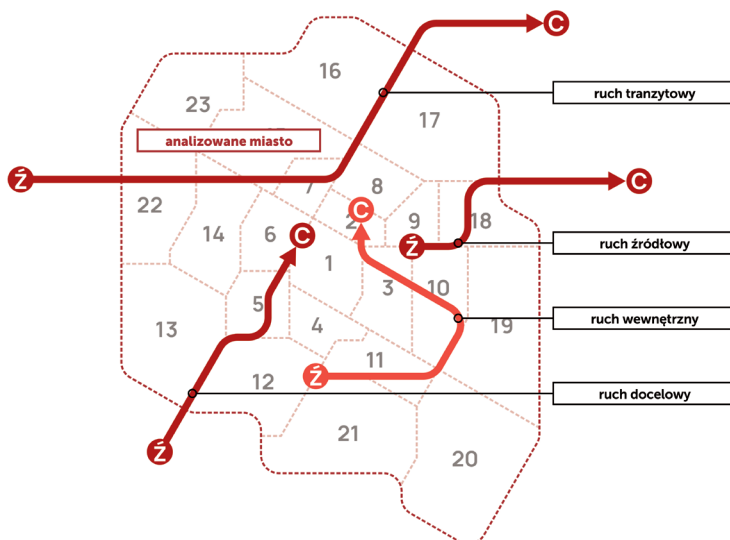 C
16
ruch tranzytowy
23
17
analizowane miasto
Ź
7
8
C
22
C
2
9
18
14
6
C
Ź
ruch źródłowy
1
3
10
5
4
ruch wewnętrzny
19
13
11
Ź
12
ruch docelowy
21
Ź
20